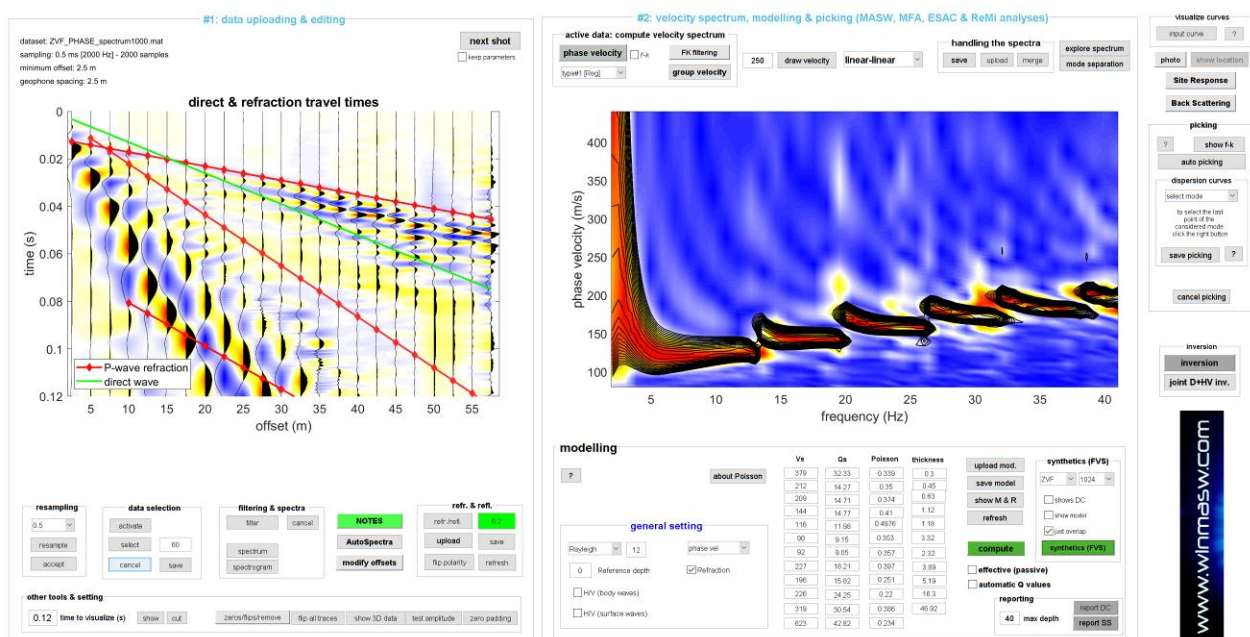 #1: data uploading & editing
dataset: ZVF_PHASE_spectrum1000.mat
sampling: 0.5 ms [2000 Hz] - 2000 samples
minimum offset: 2.5 m
geophone spacing: 2.5 m
next shot
keep parameters
direct & refraction travel times
0
0.02
0.04
0.06
0.08
0.1
0.12
time (s)
P-wave refraction
direct wave
5 10 15 20 25 30 35 40 45 50 55
offset (m)
resampling
0.5
resample
accept
data selection
activate
select 60
cancel save
filtering & spectra
filter cancel
spectrum
spectrogram
NOTES
AutoSpectra
modify offsets
refr. & refl.
refr./refl. 0.2
upload save
flip polarity refresh
other tools & setting
0.12 time to visualize (s) show cut zeros/flips/remove flip all traces show 3D data test amplitude zero padding
#2: velocity spectrum, modelling & picking (MASW, MFA, ESAC & ReMi analyses)
active data: compute velocity spectrum
phase velocity f-k FK filtering
type#1 [Reg] group velocity
250 draw velocity linear-linear
handling the spectra
save upload merge
explore spectrum
mode separation
400
350
300
250
200
150
100
phase velocity (m/s)
5 10 15 20 25 30 35 40
frequency (Hz)
modelling
? about Poisson
general setting
Rayleigh 12 phase vel
0 Reference depth Refraction
H/V (body waves)
H/V (surface waves)
Vs Qs Poisson thickness
379 32.33 0.339 0.3
212 14.27 0.35 0.45
209 14.71 0.374 0.63
144 14.77 0.41 1.12
116 11.98 0.4976 1.18
90 9.15 0.353 3.32
92 9.05 0.357 2.32
227 18.21 0.397 3.89
196 15.82 0.251 5.19
226 24.25 0.22 16.3
319 30.54 0.386 46.92
623 42.82 0.234
upload mod.
save model
show M & R
refresh
compute
synthetics (FVS)
ZVF 1024
shows DC
show model
just overlap
synthetics (FVS)
effective (passive)
automatic Q values
reporting
40 max depth
report DC
report SS
visualize curves
input curve ?
photo show location
Site Response
Back Scattering
picking
? show f-k
auto picking
dispersion curves
select mode
to select the last
point of the
considered mode
click the right button
save picking ?
cancel picking
inversion
inversion
joint D+HV inv.
www.winmasw.com